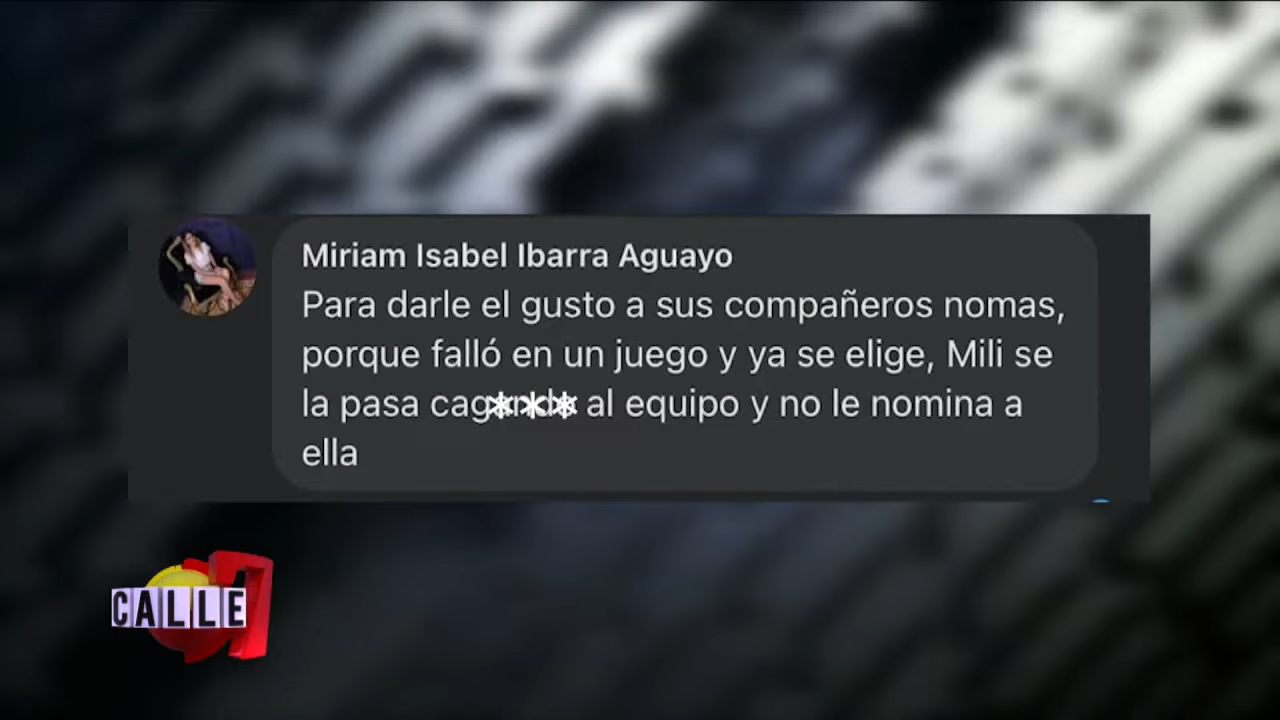 Miriam Isabel Ibarra Aguayo
Para darle el gusto a sus compañeros nomas,
porque falló en un juego y ya se elige, Mili se
la pasa cag*** al equipo y no le nomina a
ella
CALLE 7